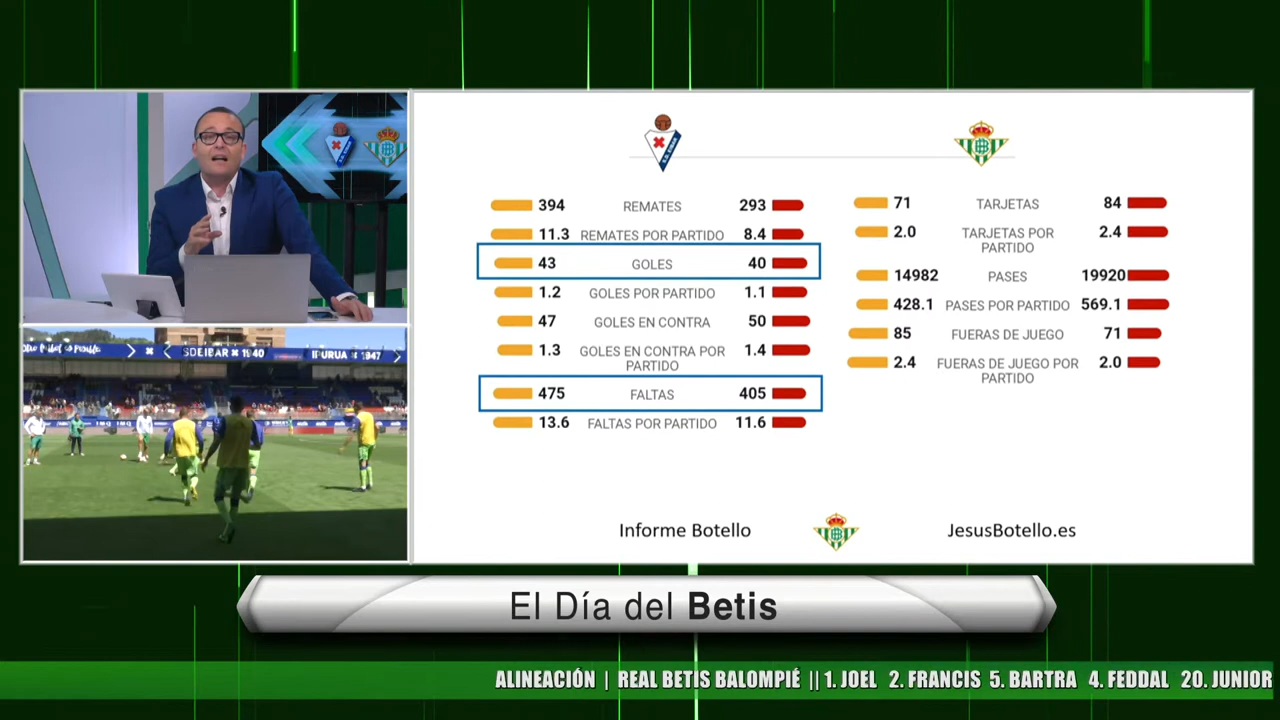 394 REMATES 293
11.3 REMATES POR PARTIDO 8.4
43 GOLES 40
1.2 GOLES POR PARTIDO 1.1
47 GOLES EN CONTRA 50
1.3 GOLES EN CONTRA POR
PARTIDO 1.4
475 FALTAS 405
13.6 FALTAS POR PARTIDO 11.6
71 TARJETAS 84
2.0 TARJETAS POR
PARTIDO 2.4
14982 PASES 19920
428.1 PASES POR PARTIDO 569.1
85 FUERAS DE JUEGO 71
2.4 FUERAS DE JUEGO POR
PARTIDO 2.0
Informe Botello JesusBotello.es
SDEIBAR 1940 IPURUA 1947
El Día del Betis
ALINEACIÓN | REAL BETIS BALOMPIÉ || 1. JOEL 2. FRANCIS 5. BARTRA 4. FEDDAL 20. JUNIOR